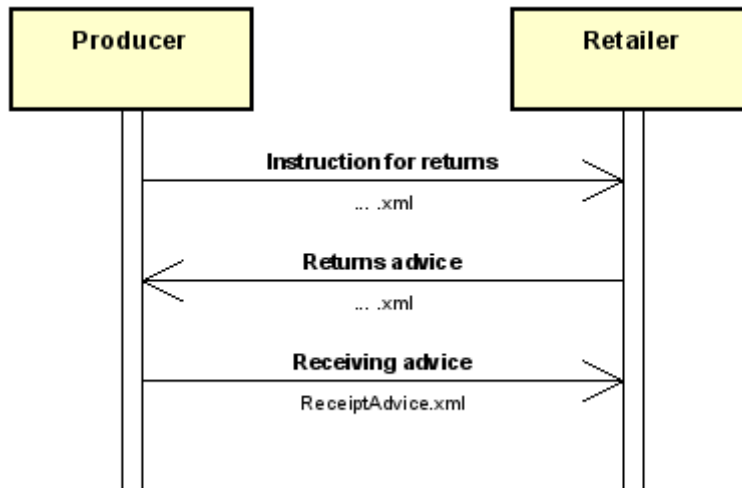 Producer
Retailer
Instruction for returns
... .xml
Returns advice
... .xml
Receiving advice
ReceiptAdvice.xml